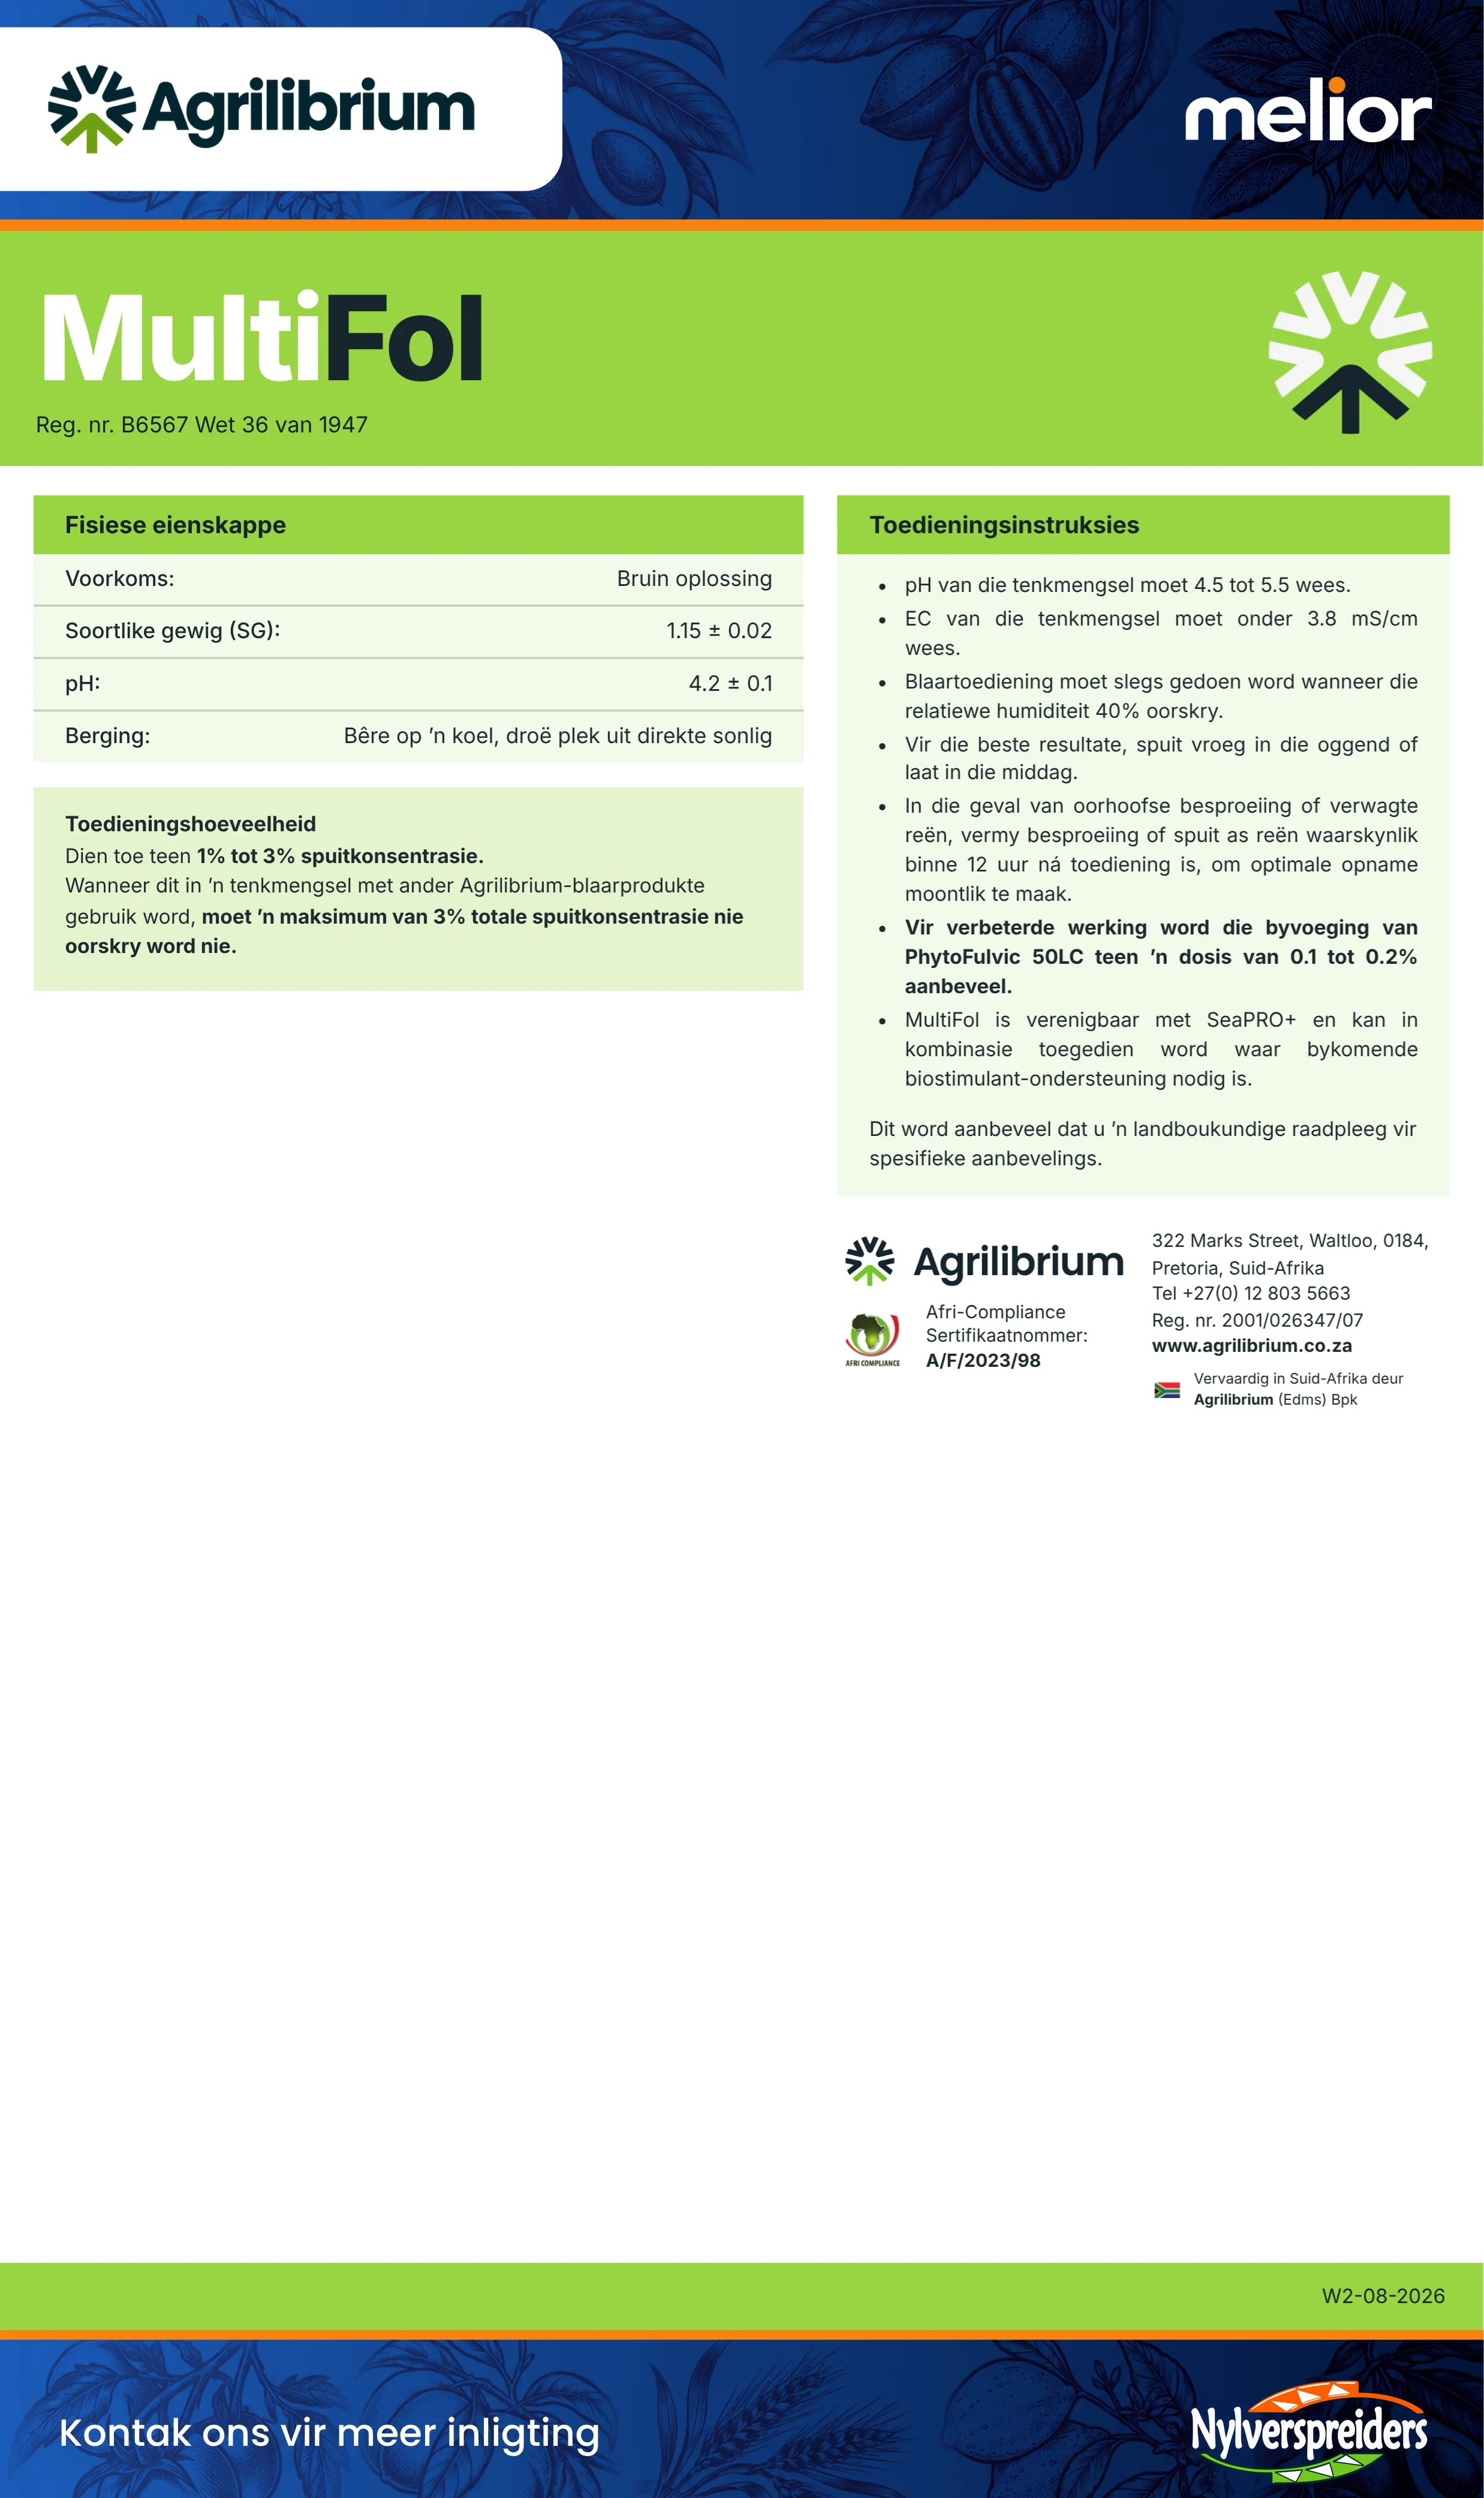 Agrilibrium
melior
MultiFol
Reg. nr. B6567 Wet 36 van 1947
Fisiese eienskappe
Voorkoms: Bruin oplossing
Soortlike gewig (SG): 1.15 ± 0.02
pH: 4.2 ± 0.1
Berging: Bêre op ’n koel, droë plek uit direkte sonlig
Toedieningshoeveelheid
Dien toe teen 1% tot 3% spuitkonsentrasie.
Wanneer dit in ’n tenkmengsel met ander Agrilibrium-blaarprodukte
gebruik word, moet ’n maksimum van 3% totale spuitkonsentrasie nie
oorskry word nie.
Toedieningsinstruksies
• pH van die tenkmengsel moet 4.5 tot 5.5 wees.
• EC van die tenkmengsel moet onder 3.8 mS/cm
wees.
• Blaartoediening moet slegs gedoen word wanneer die
relatiewe humiditeit 40% oorskry.
• Vir die beste resultate, spuit vroeg in die oggend of
laat in die middag.
• In die geval van oorhoofse besproeiing of verwagte
reën, vermy besproeiing of spuit as reën waarskynlik
binne 12 uur ná toediening is, om optimale opname
moontlik te maak.
• Vir verbeterde werking word die byvoeging van
PhytoFulvic 50LC teen ’n dosis van 0.1 tot 0.2%
aanbeveel.
• MultiFol is verenigbaar met SeaPRO+ en kan in
kombinasie toegedien word waar bykomende
biostimulant-ondersteuning nodig is.
Dit word aanbeveel dat u ’n landboukundige raadpleeg vir
spesifieke aanbevelings.
Agrilibrium
AFRI COMPLIANCE
Afri-Compliance
Sertifikaatnommer:
A/F/2023/98
322 Marks Street, Waltloo, 0184,
Pretoria, Suid-Afrika
Tel +27(0) 12 803 5663
Reg. nr. 2001/026347/07
www.agrilibrium.co.za
Vervaardig in Suid-Afrika deur
Agrilibrium (Edms) Bpk
W2-08-2026
Kontak ons vir meer inligting
Nylverspreiders